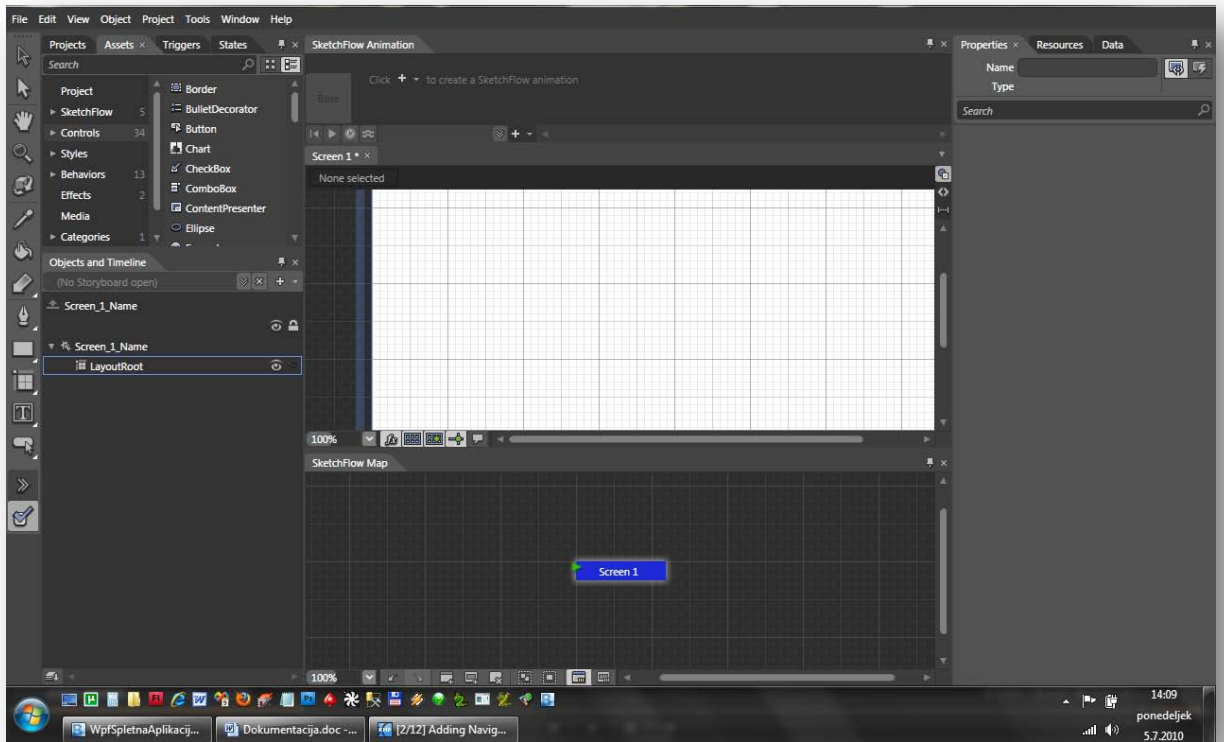 File Edit View Object Project Tools Window Help
Projects Assets × Triggers States
Search
Project
SketchFlow 5
Controls 34
Styles
Behaviors 13
Effects 2
Media
Categories 1
Border
BulletDecorator
Button
Chart
CheckBox
ComboBox
ContentPresenter
Ellipse
Objects and Timeline
(No Storyboard open)
Screen_1_Name
Screen_1_Name
LayoutRoot
SketchFlow Animation
Click + to create a SketchFlow animation
Base
Screen 1 * ×
None selected
100%
SketchFlow Map
Screen 1
100%
Properties × Resources Data
Name
Type
Search
WpfSpletnaAplikacij... Dokumentacija.doc -... [2/12] Adding Navig...
14:09
ponedeljek
5.7.2010